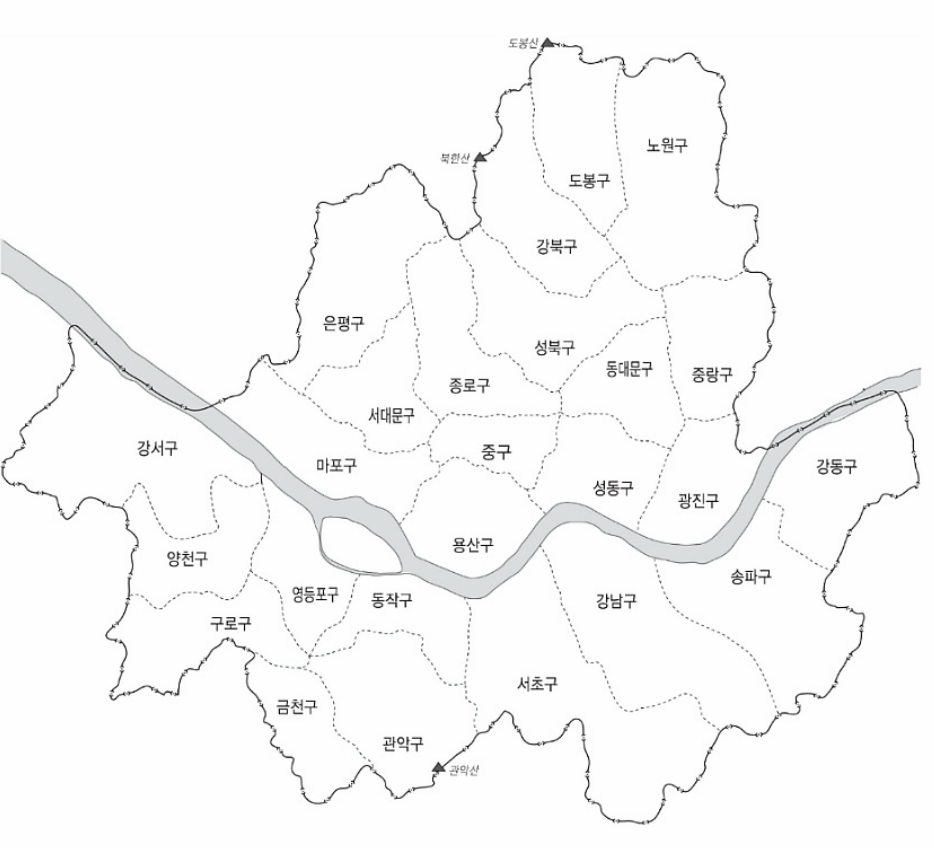 도봉산
노원구
북한산
도봉구
강북구
은평구
성북구
동대문구
중랑구
종로구
서대문구
강서구
중구
마포구
강동구
성동구
광진구
용산구
양천구
송파구
영등포구
동작구
강남구
구로구
서초구
금천구
관악구
관악산